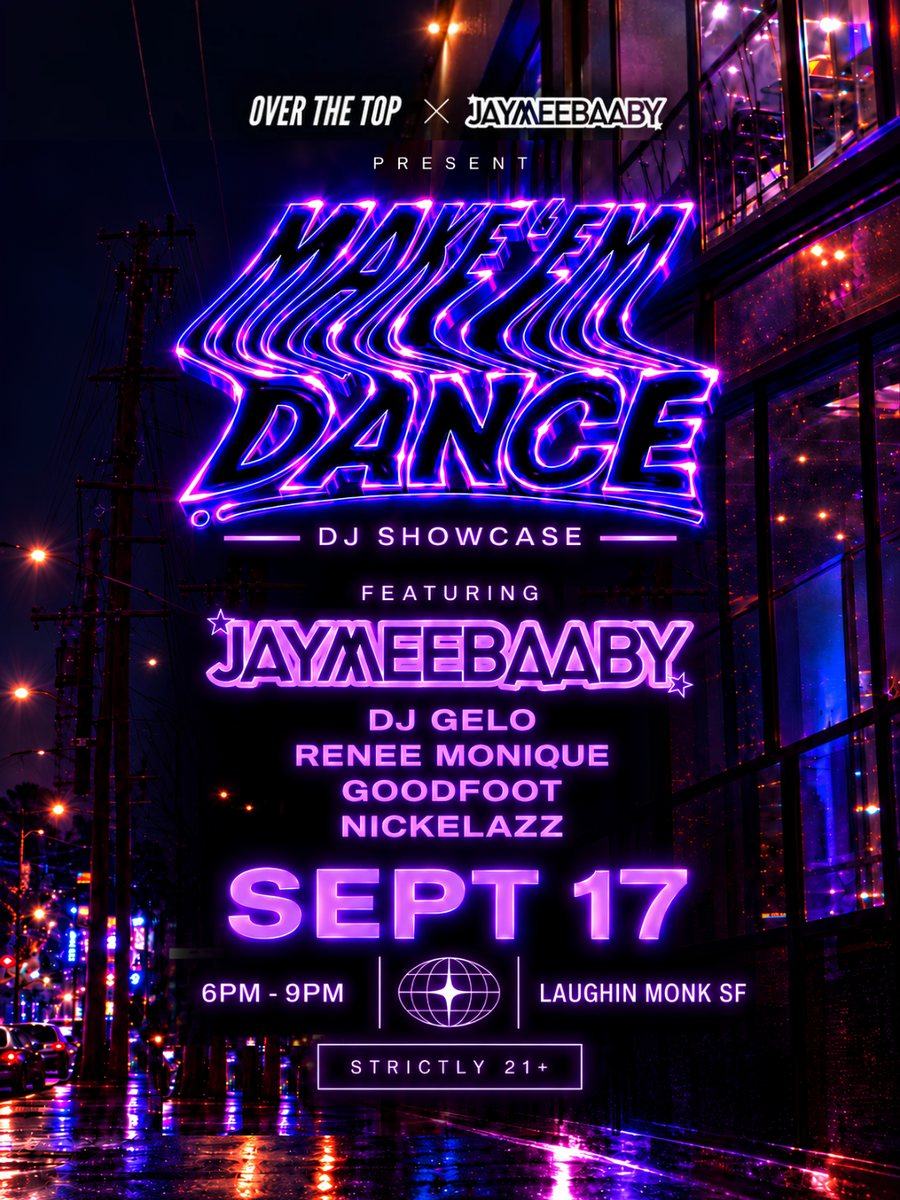 OVER THE TOP × JAYMEEBAABY
PRESENT
MAKE 'EM
DANCE
DJ SHOWCASE
FEATURING
JAYMEEBAABY
DJ GELO
RENEE MONIQUE
GOODFOOT
NICKELAZZ
SEPT 17
6PM - 9PM
LAUGHIN MONK SF
STRICTLY 21+